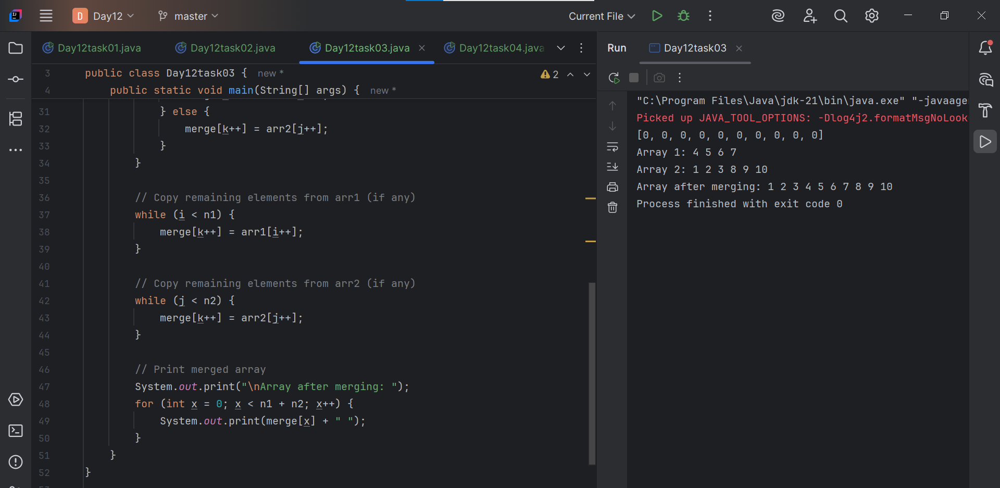 D Day12 master Current File
Day12task01.java Day12task02.java Day12task03.java Day12task04.java
3 public class Day12task03 { new *
4 public static void main(String[] args) { new *
2
31 } else {
32 merge[k++] = arr2[j++];
33 }
34 }
35
36 // Copy remaining elements from arr1 (if any)
37 while (i < n1) {
38 merge[k++] = arr1[i++];
39 }
40
41 // Copy remaining elements from arr2 (if any)
42 while (j < n2) {
43 merge[k++] = arr2[j++];
44 }
45
46 // Print merged array
47 System.out.print("\nArray after merging: ");
48 for (int x = 0; x < n1 + n2; x++) {
49 System.out.print(merge[x] + " ");
50 }
51 }
52 }
Run Day12task03
"C:\Program Files\Java\jdk-21\bin\java.exe" "-javaage
Picked up JAVA_TOOL_OPTIONS: -Dlog4j2.formatMsgNoLook
[0, 0, 0, 0, 0, 0, 0, 0, 0, 0]
Array 1: 4 5 6 7
Array 2: 1 2 3 8 9 10
Array after merging: 1 2 3 4 5 6 7 8 9 10
Process finished with exit code 0